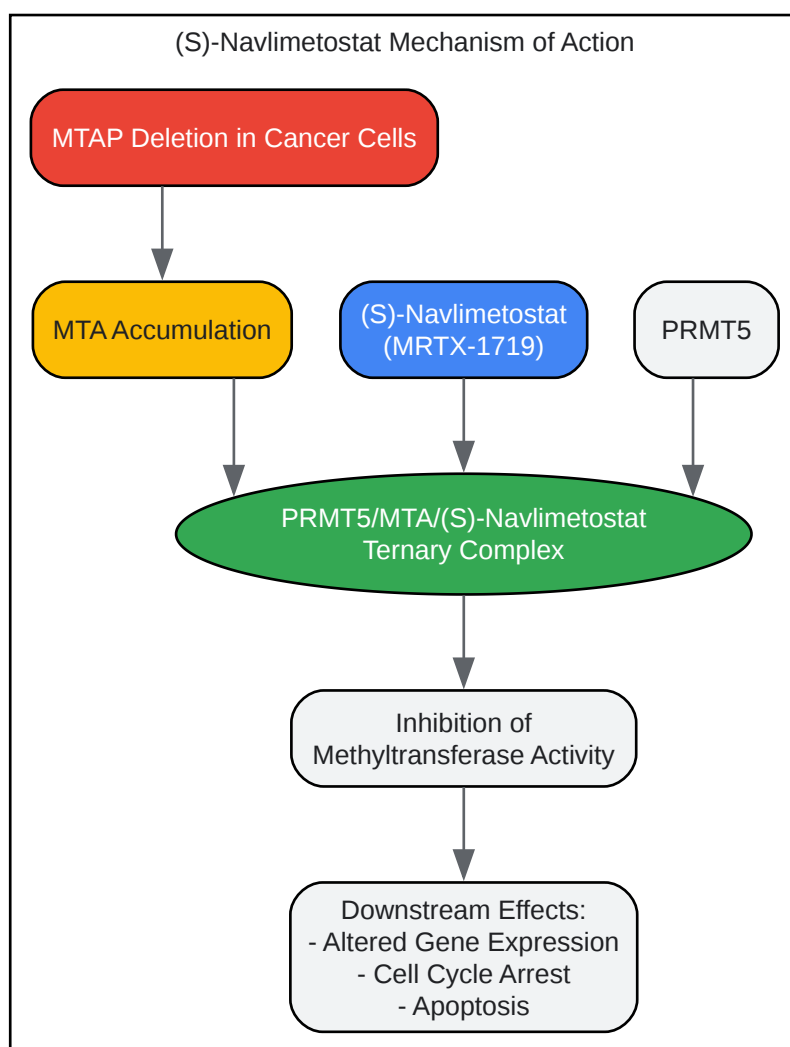 (S)-Navlimetostat Mechanism of Action
MTAP Deletion in Cancer Cells
MTA Accumulation
(S)-Navlimetostat
(MRTX-1719)
PRMT5
PRMT5/MTA/(S)-Navlimetostat
Ternary Complex
Inhibition of
Methyltransferase Activity
Downstream Effects:
- Altered Gene Expression
- Cell Cycle Arrest
- Apoptosis